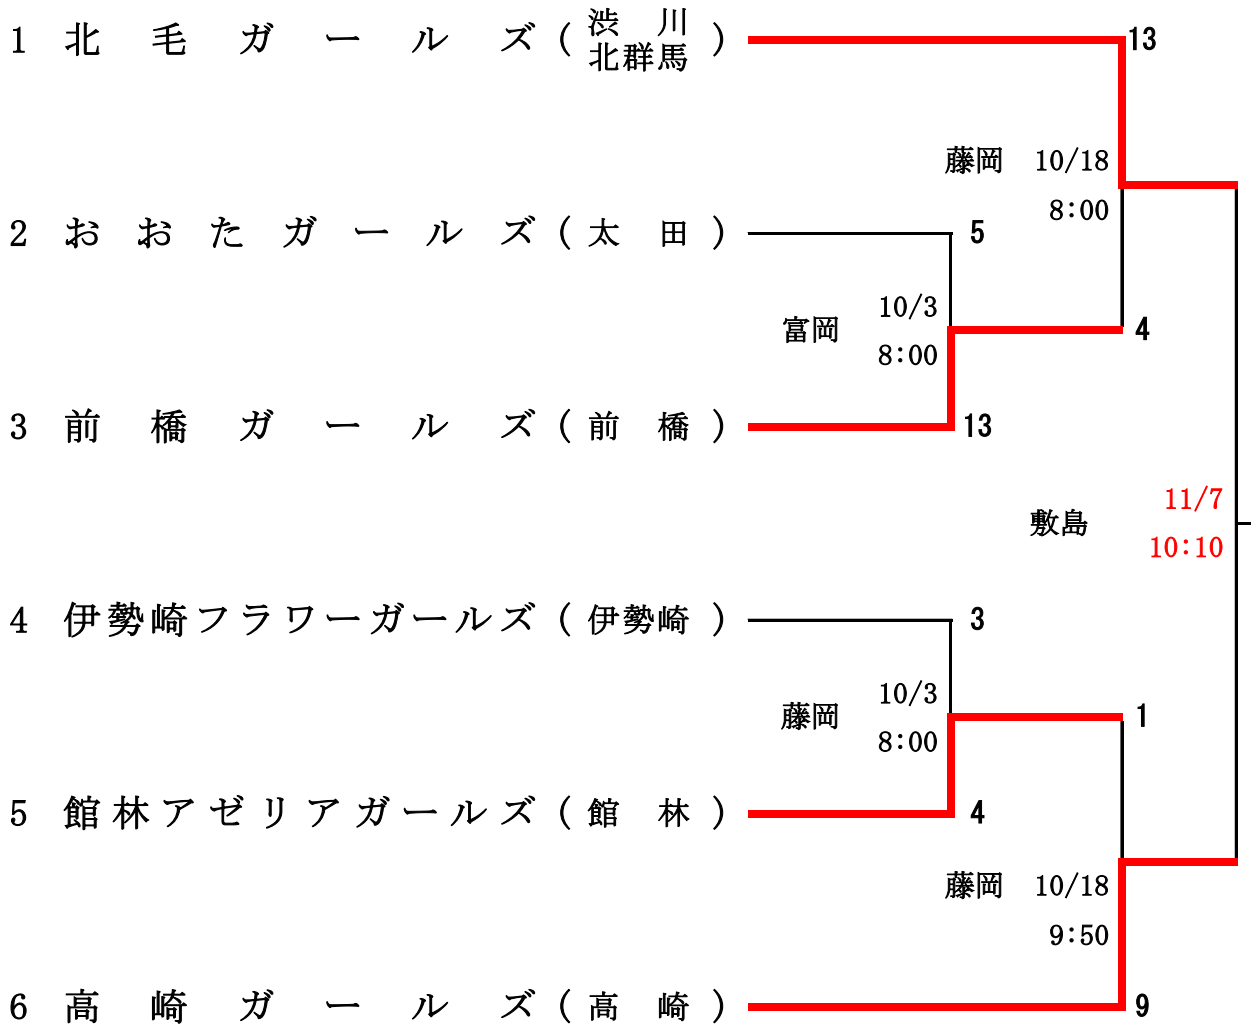 1 北毛ガールズ(渋川北群馬) 13
藤岡 10/18
8:00
2 おおたガールズ(太田) 5
10/3
富岡
8:00
4
3 前橋ガールズ(前橋) 13
11/7
敷島
10:10
4 伊勢崎フラワーガールズ(伊勢崎) 3
10/3
藤岡
8:00
1
5 館林アゼリアガールズ(館林) 4
藤岡 10/18
9:50
6 高崎ガールズ(高崎) 9